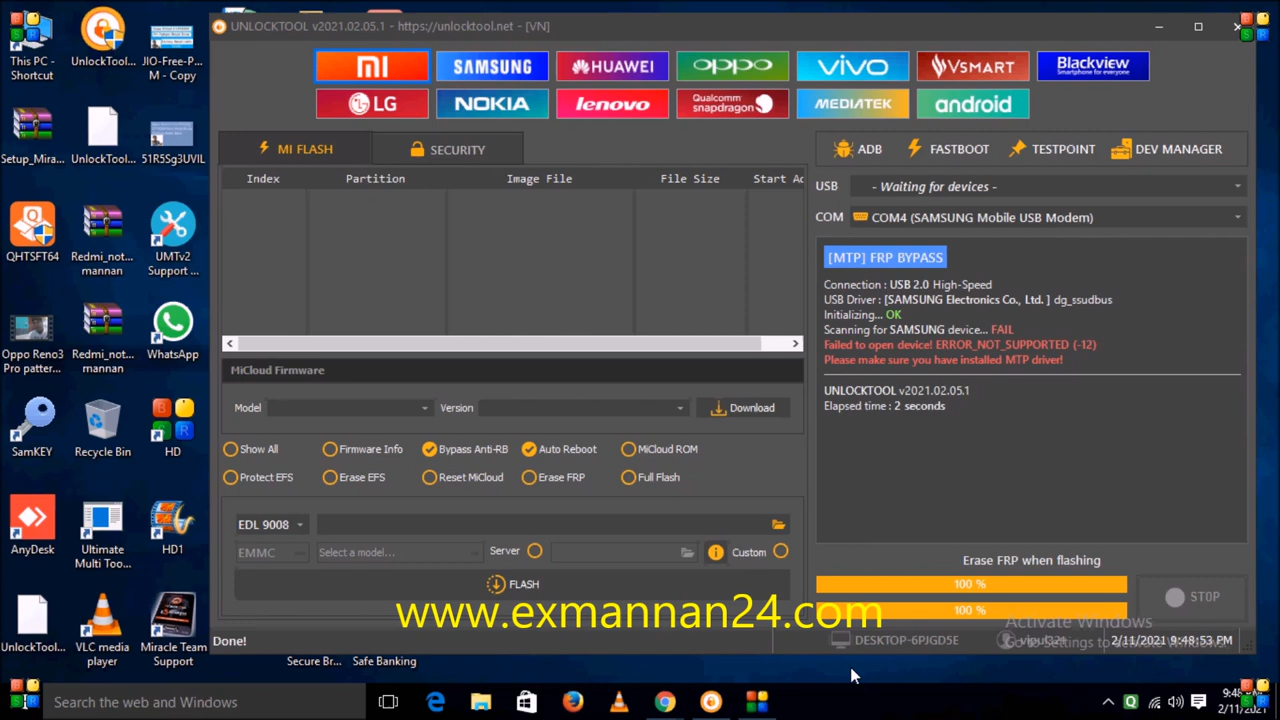 UNLOCKTOOL v2021.02.05.1 - https://unlocktool.net - [VN]
This PC - Shortcut
UnlockTool...
JIO-Free-P... M - Copy
Setup_Mira...
UnlockTool...
51R5Sg3UVIL
QHTSFT64
Redmi_not... mannan
UMTv2 Support ...
Oppo Reno3 Pro patter...
Redmi_not... mannan
WhatsApp
SamKEY
Recycle Bin
HD
AnyDesk
Ultimate Multi Too...
HD1
UnlockTool...
VLC media player
Miracle Team Support
Secure Br...
Safe Banking
MI
SAMSUNG
HUAWEI
oppo
vivo
VSMART
Blackview
Smartphone for everyone
LG
NOKIA
lenovo
Qualcomm snapdragon
MEDIATEK
android
MI FLASH
SECURITY
Index Partition Image File File Size Start Ad
MiCloud Firmware
Model
Version
Download
Show All
Firmware Info
Bypass Anti-RB
Auto Reboot
MiCloud ROM
Protect EFS
Erase EFS
Reset MiCloud
Erase FRP
Full Flash
EDL 9008
EMMC
Select a model...
Server
Custom
FLASH
ADB
FASTBOOT
TESTPOINT
DEV MANAGER
USB - Waiting for devices -
COM COM4 (SAMSUNG Mobile USB Modem)
[MTP] FRP BYPASS
Connection : USB 2.0 High-Speed
USB Driver : [SAMSUNG Electronics Co., Ltd. ] dg_ssudbus
Initializing... OK
Scanning for SAMSUNG device... FAIL
Failed to open device! ERROR_NOT_SUPPORTED (-12)
Please make sure you have installed MTP driver!
UNLOCKTOOL v2021.02.05.1
Elapsed time : 2 seconds
Erase FRP when flashing
100 %
100 %
STOP
www.exmannan24.com
Activate Windows
Go to Settings to activate Windows.
Done!
DESKTOP-6PJGD5E
2/11/2021 9:48:53 PM
Search the web and Windows
2/11/2021